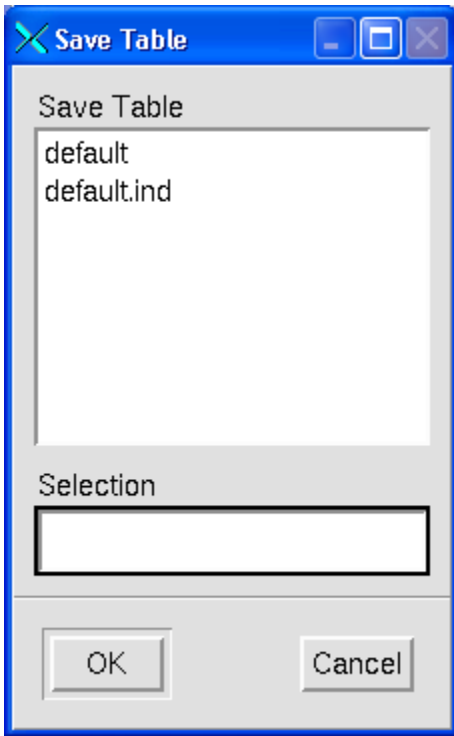 Save Table
Save Table
default
default.ind
Selection
OK
Cancel